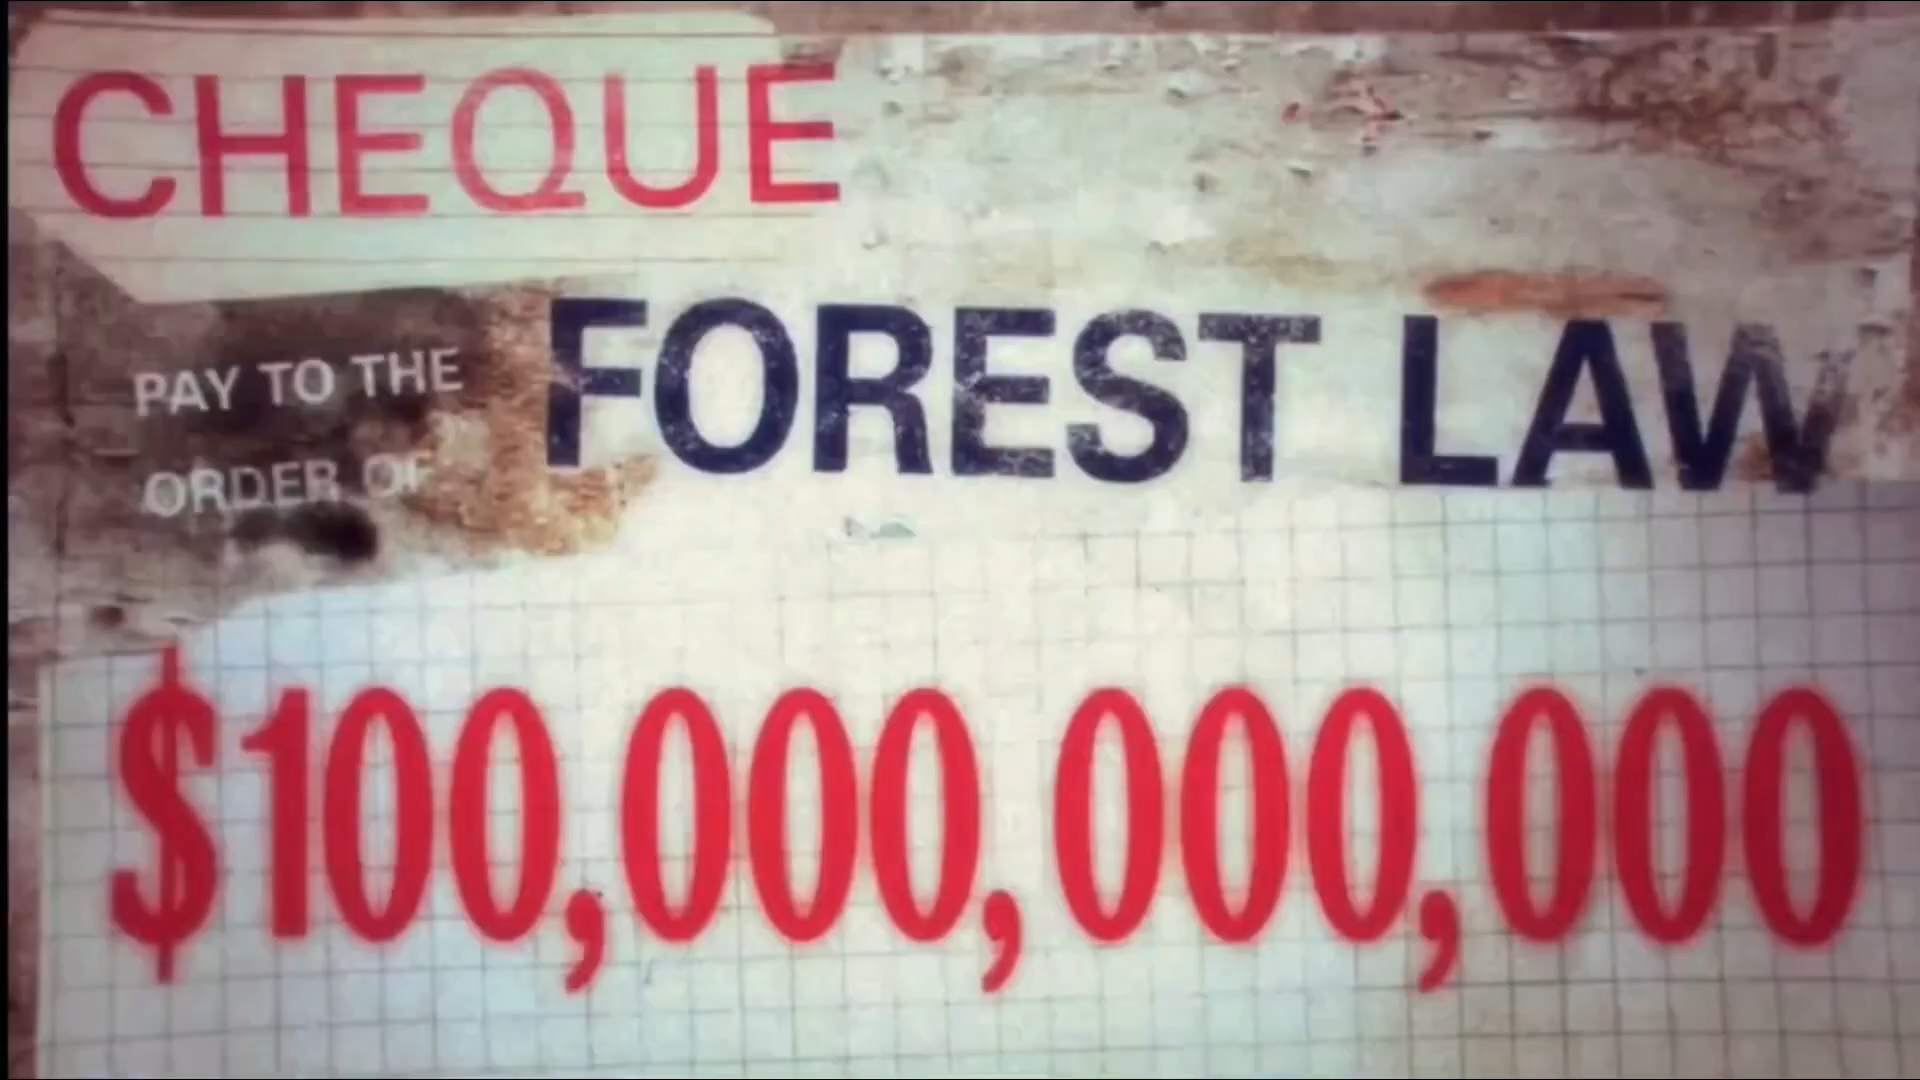 CHEQUE
PAY TO THE
ORDER OF
FOREST LAW
$100,000,000,000